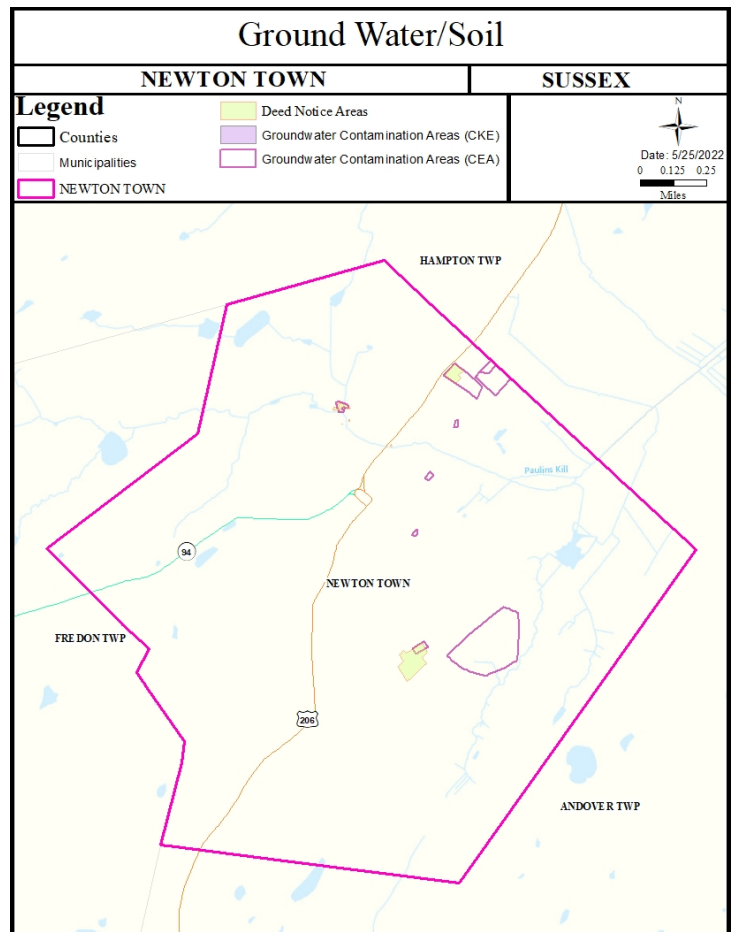 Ground Water/Soil
NEWTON TOWN
SUSSEX
Legend
Counties
Municipalities
NEWTON TOWN
Deed Notice Areas
Groundwater Contamination Areas (CKE)
Groundwater Contamination Areas (CEA)
N
Date: 5/25/2022
0 0.125 0.25
Miles
HAMPTON TWP
Paulins Kill
94
NEWTON TOWN
FREDON TWP
206
ANDOVER TWP